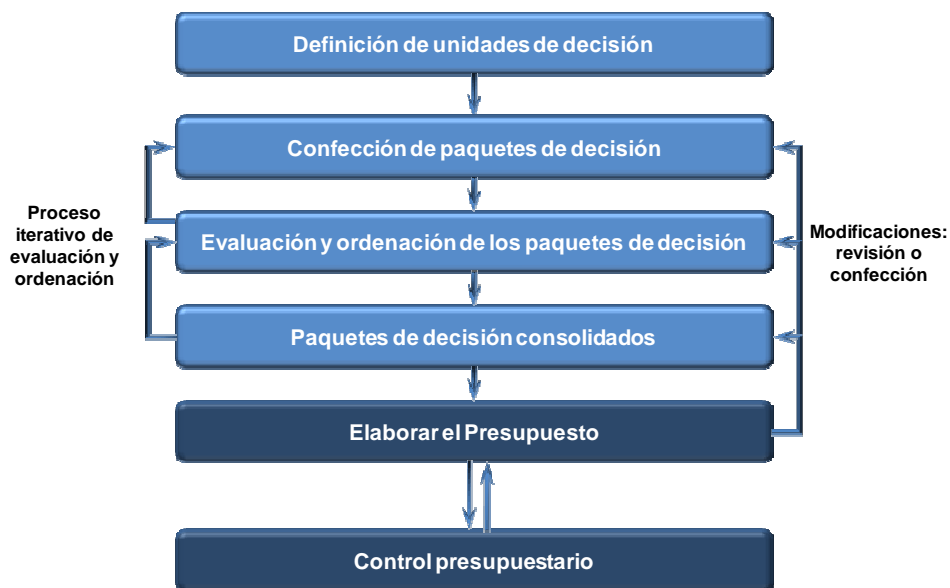 Definición de unidades de decisión
Confección de paquetes de decisión
Proceso
iterativo de
evaluación y
ordenación
Evaluación y ordenación de los paquetes de decisión
Modificaciones:
revisión o
confección
Paquetes de decisión consolidados
Elaborar el Presupuesto
Control presupuestario